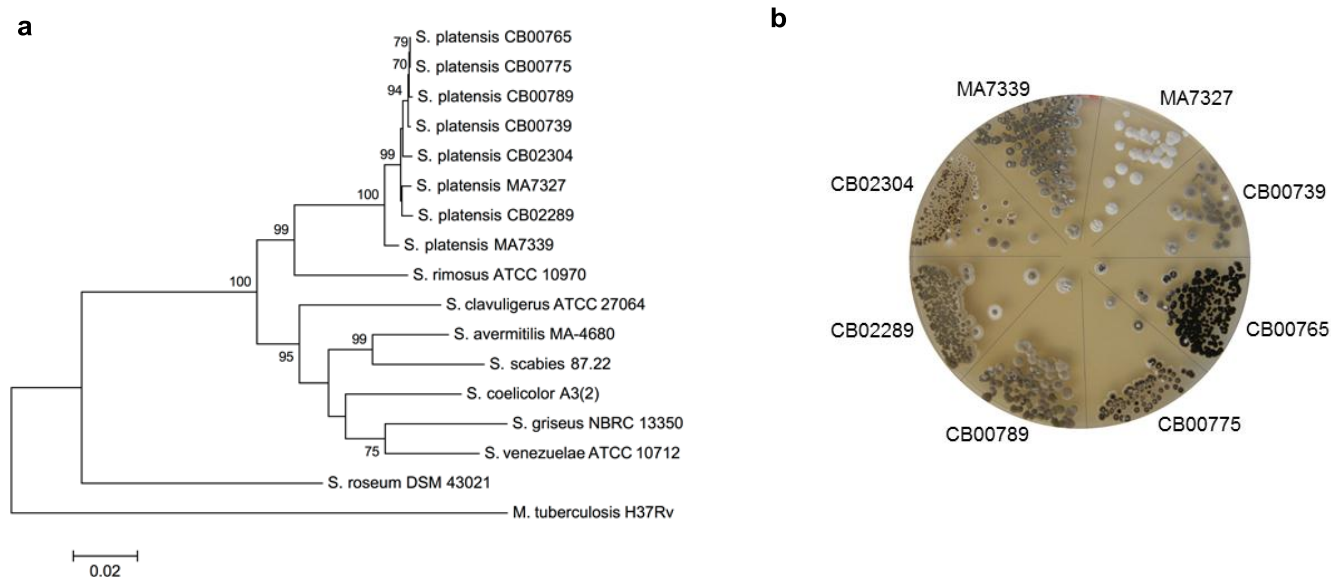 a
79
S. platensis CB00765
70
S. platensis CB00775
94
S. platensis CB00789
S. platensis CB00739
99
S. platensis CB02304
S. platensis MA7327
100
S. platensis CB02289
99
S. platensis MA7339
100
S. rimosus ATCC 10970
S. clavuligerus ATCC 27064
95
99
S. avermitilis MA-4680
S. scabies 87.22
S. coelicolor A3(2)
S. griseus NBRC 13350
75
S. venezuelae ATCC 10712
S. roseum DSM 43021
M. tuberculosis H37Rv
0.02
b
MA7339
MA7327
CB02304
CB00739
CB02289
CB00765
CB00789
CB00775